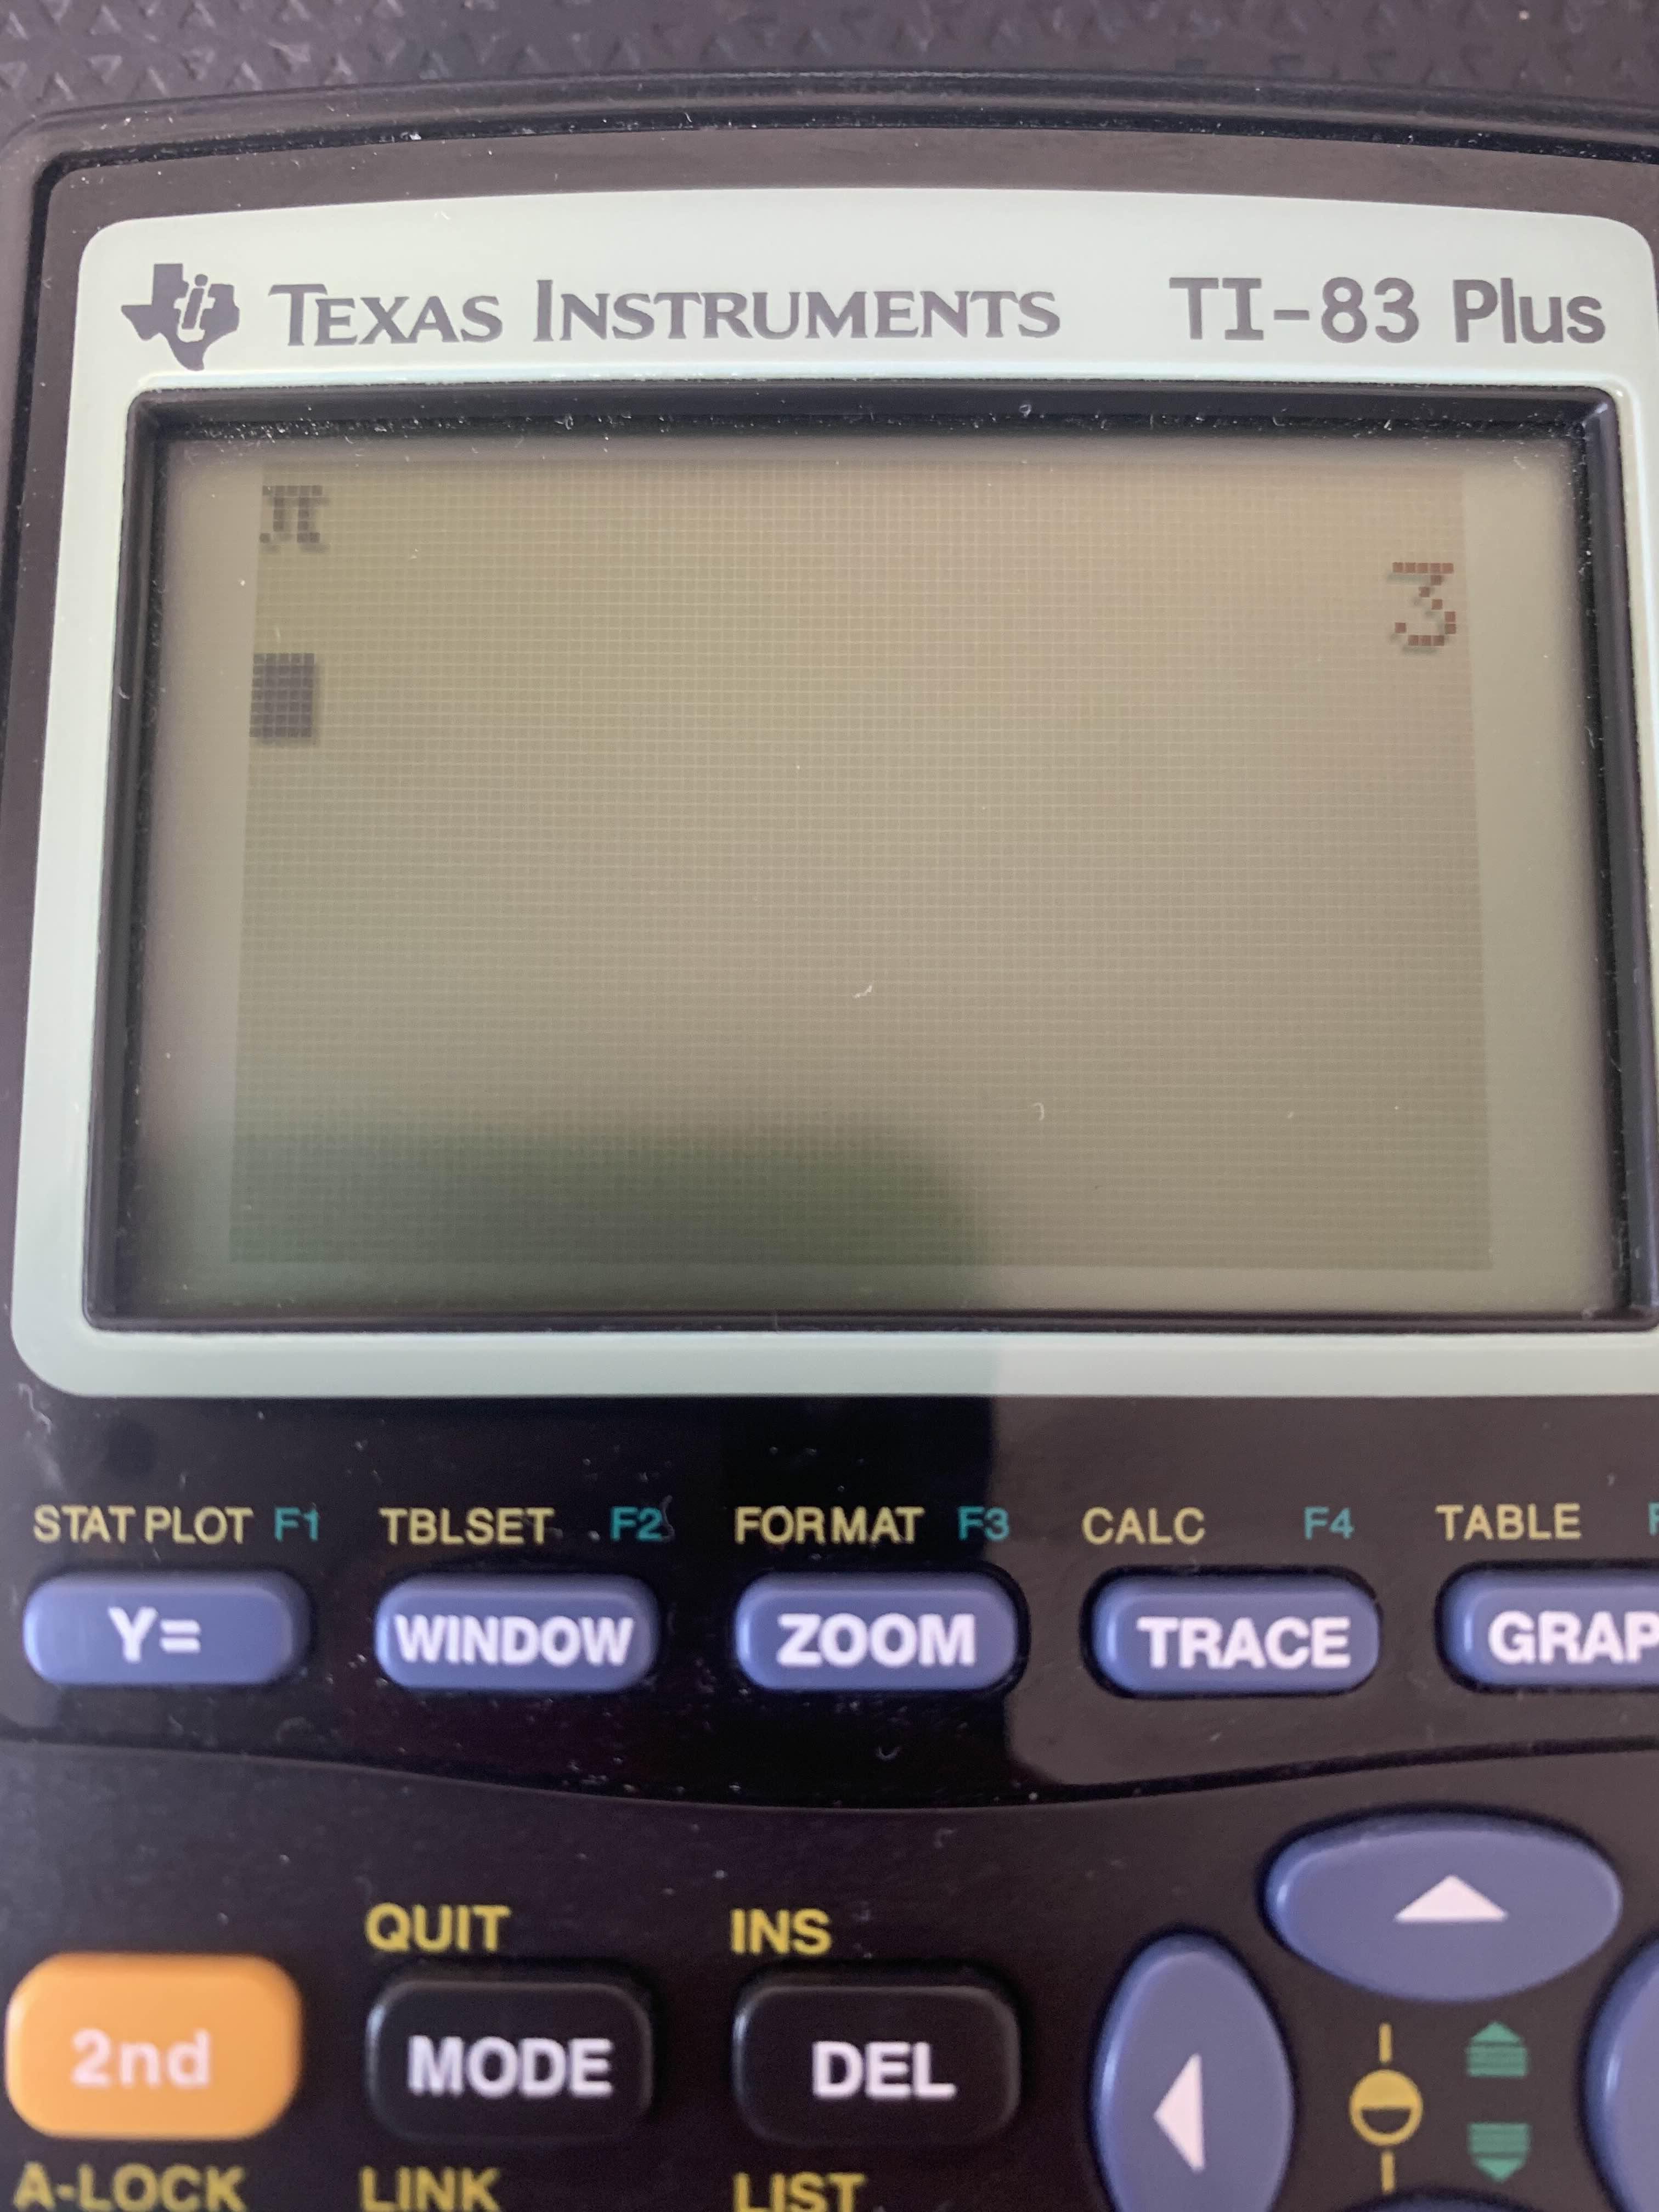 TEXAS INSTRUMENTS TI-83 Plus
π
3
STAT PLOT F1 TBLSET F2 FORMAT F3 CALC F4 TABLE
Y= WINDOW ZOOM TRACE GRAP
QUIT INS
2nd MODE DEL
A-LOCK LINK LIST